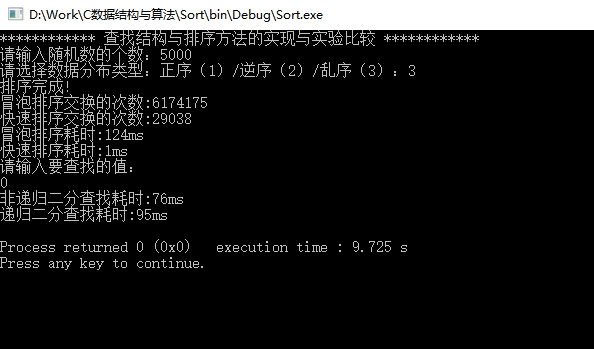 D:\Work\C数据结构与算法\Sort\bin\Debug\Sort.exe
************ 查找结构与排序方法的实现与实验比较 ************
请输入随机数的个数：5000
请选择数据分布类型：正序（1）/逆序（2）/乱序（3）：3
排序完成!
冒泡排序交换的次数:6174175
快速排序交换的次数:29038
冒泡排序耗时:124ms
快速排序耗时:1ms
请输入要查找的值：
0
非递归二分查找耗时:76ms
递归二分查找耗时:95ms
Process returned 0 (0x0)   execution time : 9.725 s
Press any key to continue.